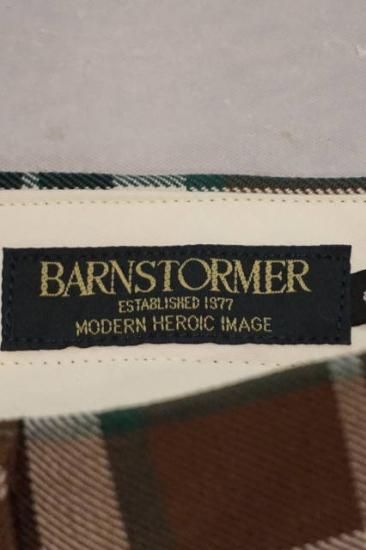 BARNSTORMER
ESTABLISHED 1977
MODERN HEROIC IMAGE